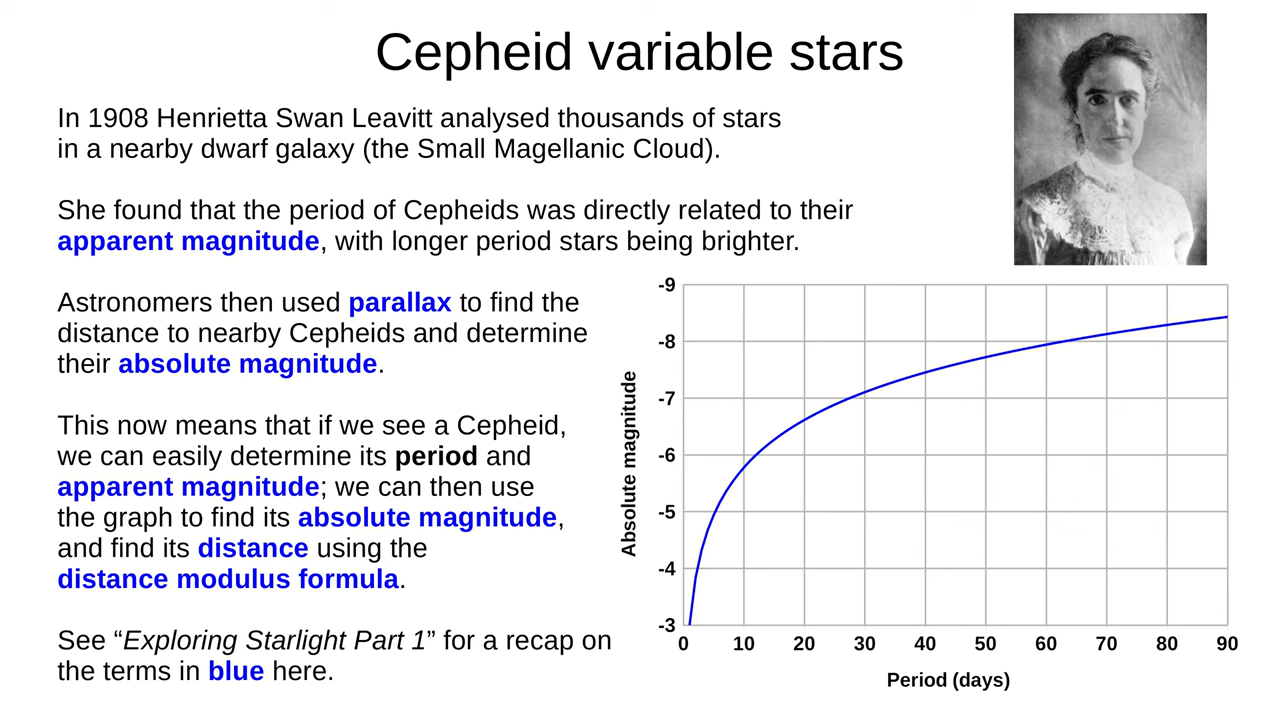 Cepheid variable stars
In 1908 Henrietta Swan Leavitt analysed thousands of stars
in a nearby dwarf galaxy (the Small Magellanic Cloud).
She found that the period of Cepheids was directly related to their
apparent magnitude, with longer period stars being brighter.
Astronomers then used parallax to find the
distance to nearby Cepheids and determine
their absolute magnitude.
This now means that if we see a Cepheid,
we can easily determine its period and
apparent magnitude; we can then use
the graph to find its absolute magnitude,
and find its distance using the
distance modulus formula.
See “Exploring Starlight Part 1” for a recap on
the terms in blue here.
Absolute magnitude
-9
-8
-7
-6
-5
-4
-3
0 10 20 30 40 50 60 70 80 90
Period (days)